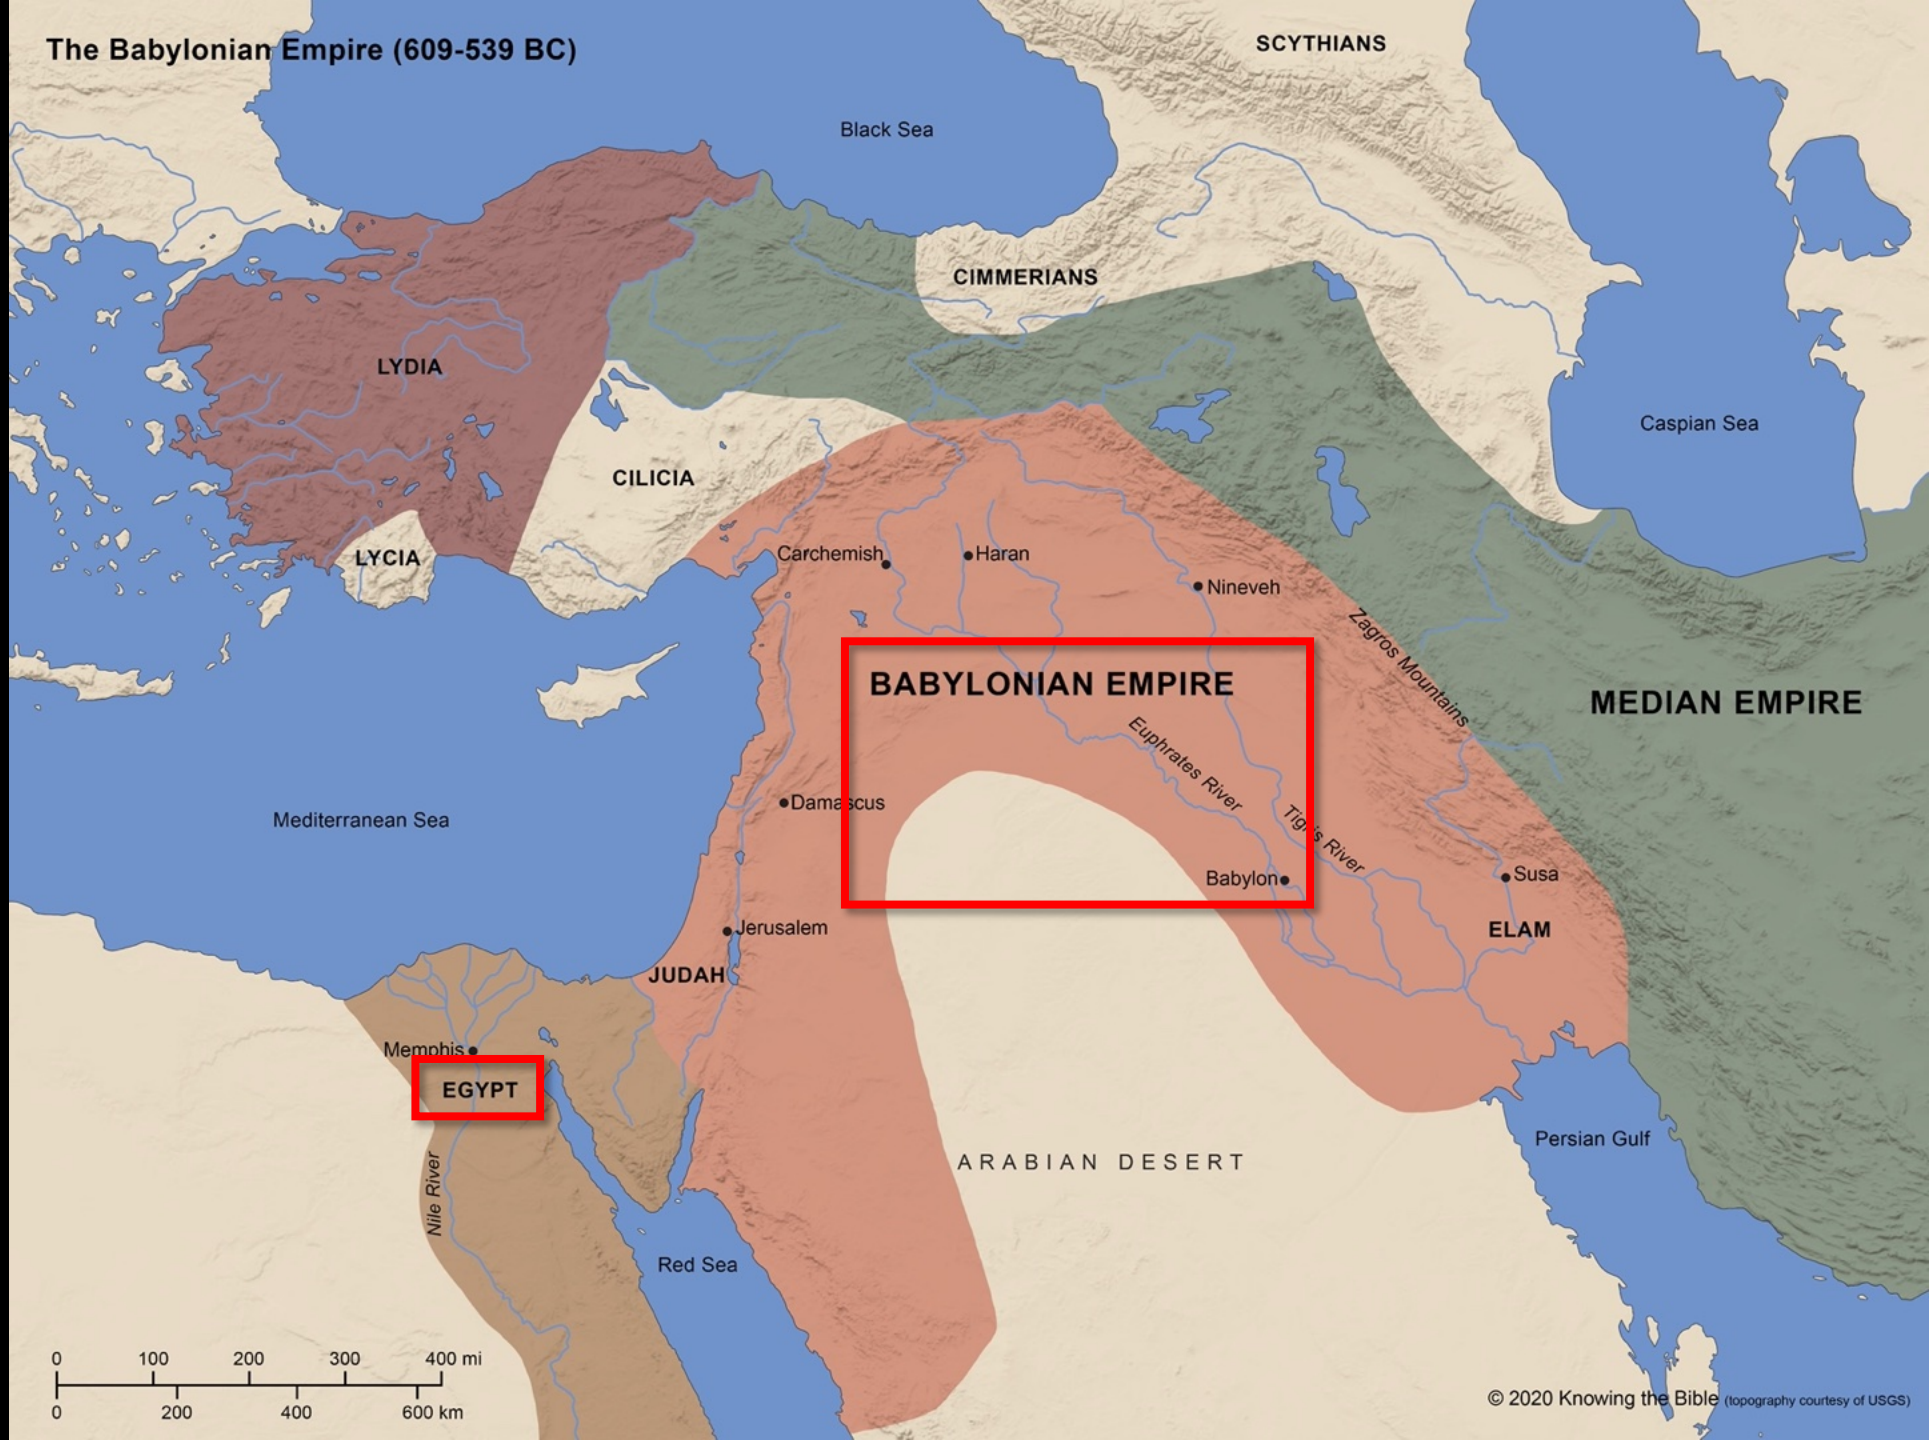 The Babylonian Empire (609-539 BC)
SCYTHIANS
Black Sea
CIMMERIANS
LYDIA
Caspian Sea
CILICIA
LYCIA
Carchemish
Haran
Nineveh
Zagros Mountains
BABYLONIAN EMPIRE
MEDIAN EMPIRE
Euphrates River
Mediterranean Sea
Damascus
Tigris River
Babylon
Susa
Jerusalem
ELAM
JUDAH
Memphis
EGYPT
Persian Gulf
ARABIAN DESERT
Nile River
Red Sea
0 100 200 300 400 mi
0 200 400 600 km
© 2020 Knowing the Bible (topography courtesy of USGS)